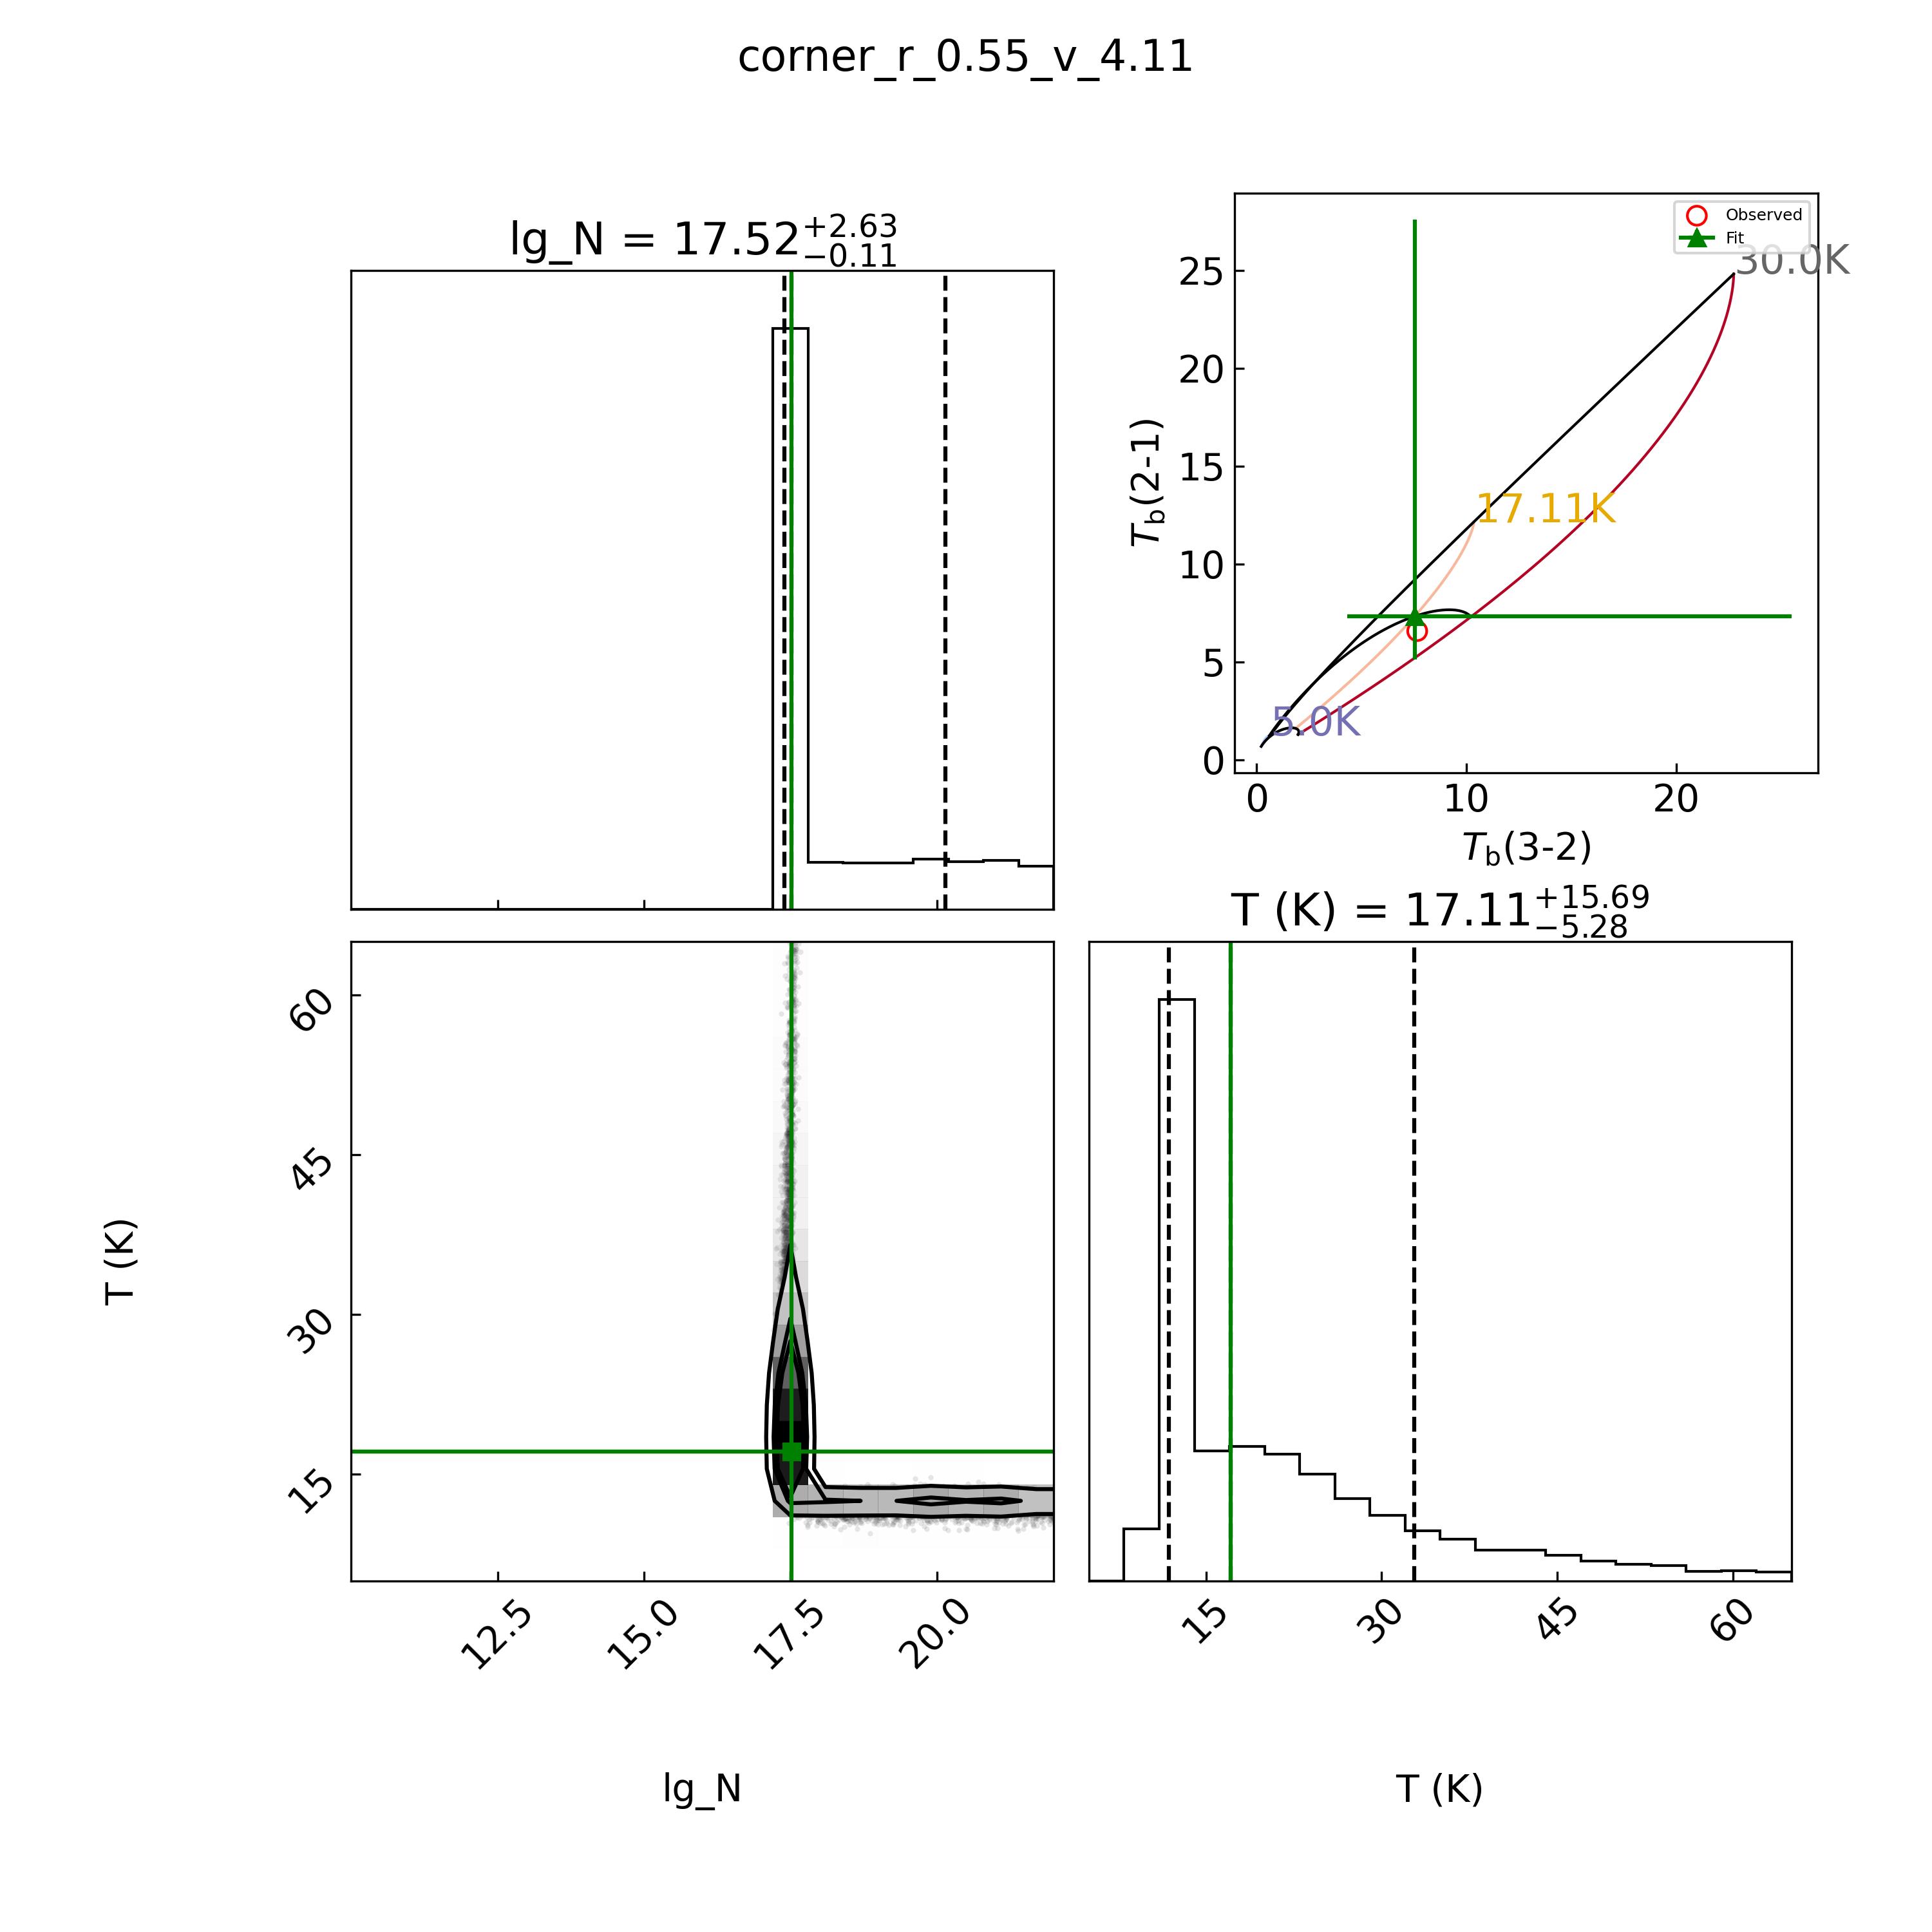 corner_r_0.55_v_4.11
lg_N = 17.52+2.63−0.11
Observed
Fit
30.0K
17.11K
5.0K
25
20
15
10
5
0
Tb(2-1)
0 10 20
Tb(3-2)
T (K) = 17.11+15.69−5.28
60
45
30
15
T (K)
12.5 15.0 17.5 20.0
15 30 45 60
lg_N
T (K)